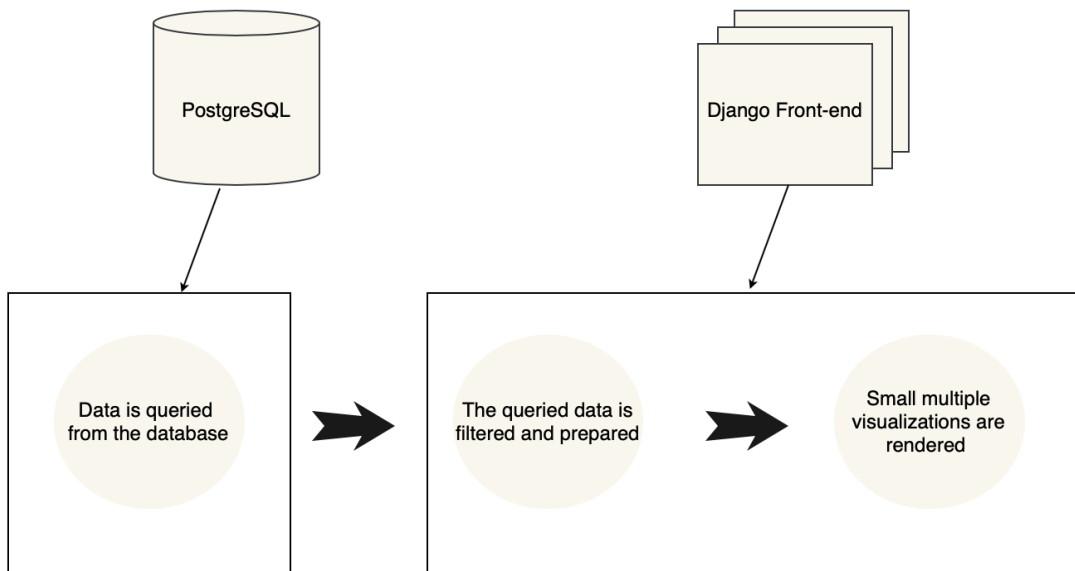 PostgreSQL
Django Front-end
Data is queried
from the database
The queried data is
filtered and prepared
Small multiple
visualizations are
rendered